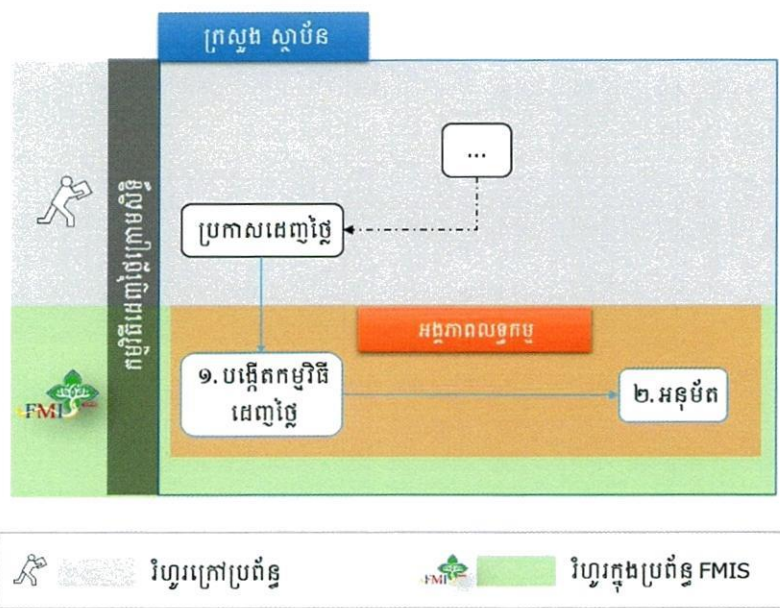 ក្រសួង ស្ថាប័ន
...
ប្រកាសដេញថ្លៃ
កម្មវិធីដេញថ្លៃក្រោមសិទ្ធិ
អង្គភាពលទ្ធកម្ម
១. បង្កើតកម្មវិធី
ដេញថ្លៃ
២. អនុម័ត
FMIS
រំហូរក្រៅប្រព័ន្ធ
FMIS
រំហូរក្នុងប្រព័ន្ធ FMIS